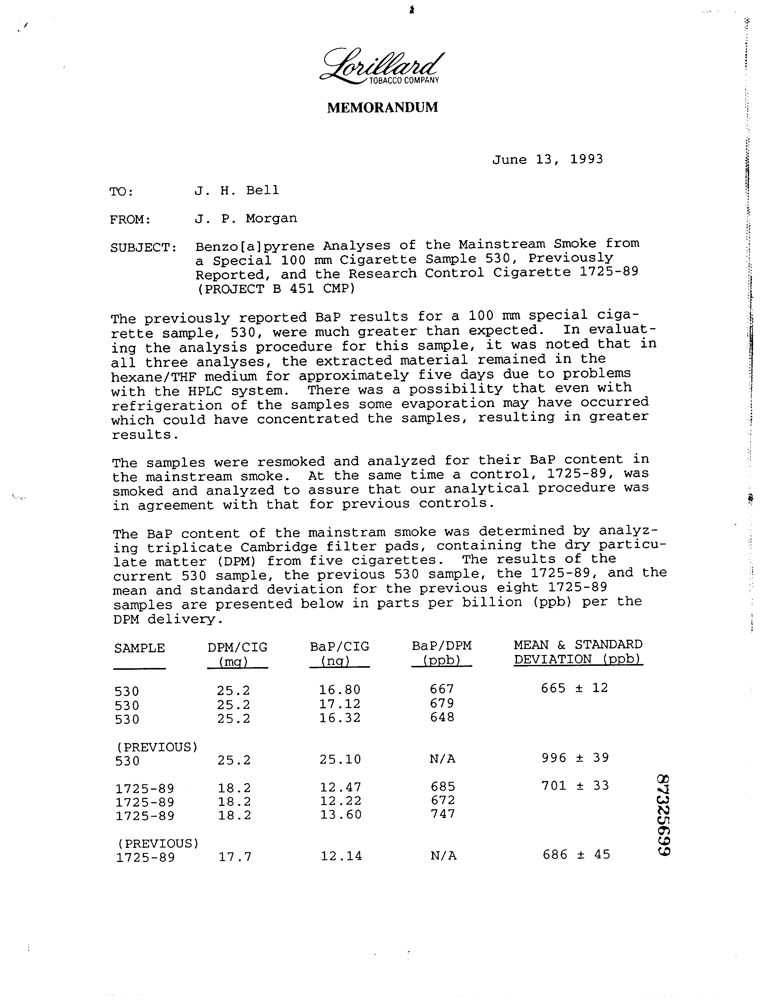 Lorillard
TOBACCO COMPANY
MEMORANDUM
June 13, 1993
TO: J. H. Bell
FROM: J. P. Morgan
SUBJECT: Benzo[a]pyrene Analyses of the Mainstream Smoke from
a Special 100 mm Cigarette Sample 530, Previously
Reported, and the Research Control Cigarette 1725-89
(PROJECT B 451 CMP)
The previously reported BaP results for a 100 mm special ciga-
rette sample, 530, were much greater than expected. In evaluat-
ing the analysis procedure for this sample, it was noted that in
all three analyses, the extracted material remained in the
hexane/THF medium for approximately five days due to problems
with the HPLC system. There was a possibility that even with
refrigeration of the samples some evaporation may have occurred
which could have concentrated the samples, resulting in greater
results.
The samples were resmoked and analyzed for their BaP content in
the mainstream smoke. At the same time a control, 1725-89, was
smoked and analyzed to assure that our analytical procedure was
in agreement with that for previous controls.
The BaP content of the mainstram smoke was determined by analyz-
ing triplicate Cambridge filter pads, containing the dry particu-
late matter (DPM) from five cigarettes. The results of the
current 530 sample, the previous 530 sample, the 1725-89, and the
mean and standard deviation for the previous eight 1725-89
samples are presented below in parts per billion (ppb) per the
DPM delivery.
SAMPLE DPM/CIG BaP/CIG BaP/DPM MEAN & STANDARD
(mg) (ng) (ppb) DEVIATION (ppb)
530 25.2 16.80 667 665 ± 12
530 25.2 17.12 679
530 25.2 16.32 648
(PREVIOUS)
530 25.2 25.10 N/A 996 ± 39
1725-89 18.2 12.47 685 701 ± 33
1725-89 18.2 12.22 672
1725-89 18.2 13.60 747
(PREVIOUS)
1725-89 17.7 12.14 N/A 686 ± 45
87325699